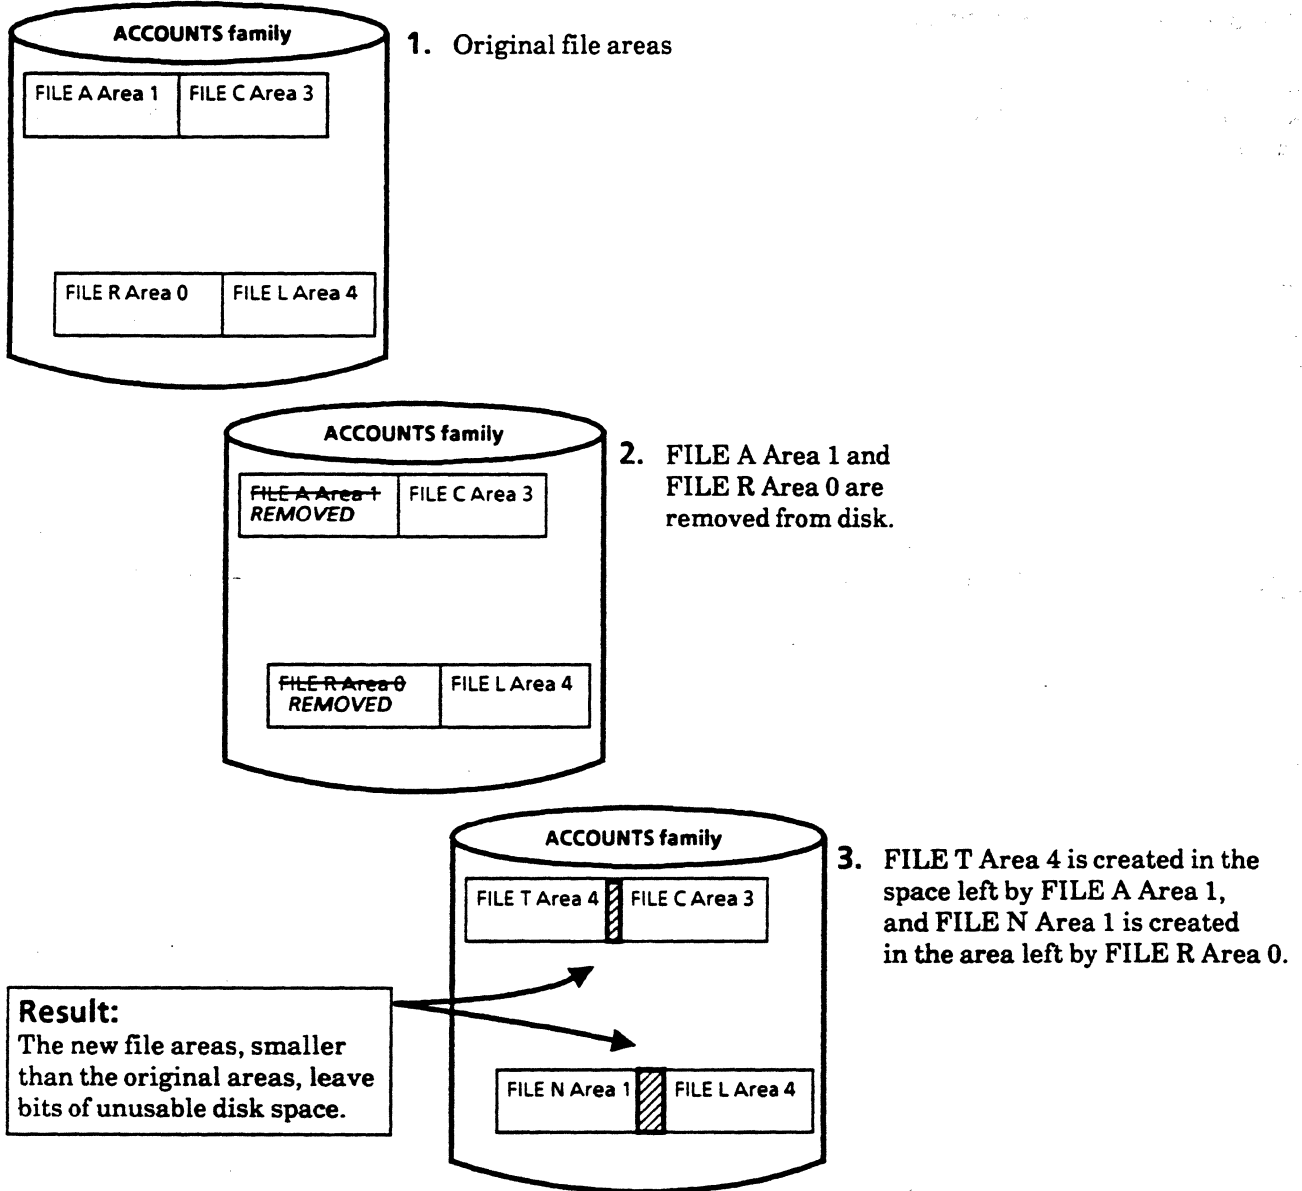 ACCOUNTS family
1. Original file areas
FILE A Area 1
FILE C Area 3
FILE R Area 0
FILE L Area 4
ACCOUNTS family
2. FILE A Area 1 and
FILE R Area 0 are
removed from disk.
FILE A Area 1
REMOVED
FILE C Area 3
FILE R Area 0
REMOVED
FILE L Area 4
ACCOUNTS family
3. FILE T Area 4 is created in the
space left by FILE A Area 1,
and FILE N Area 1 is created
in the area left by FILE R Area 0.
FILE T Area 4
FILE C Area 3
Result:
The new file areas, smaller
than the original areas, leave
bits of unusable disk space.
FILE N Area 1
FILE L Area 4